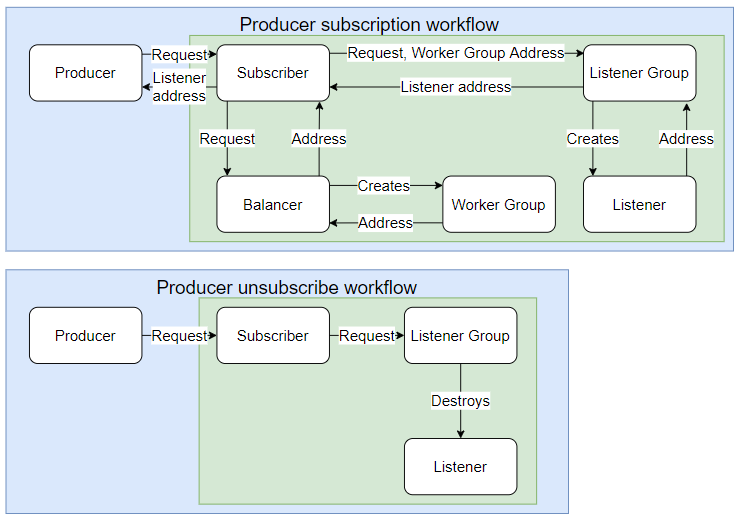 Producer subscription workflow
Producer
Request
Subscriber
Request, Worker Group Address
Listener Group
Listener
address
Listener address
Request
Address
Creates
Address
Balancer
Creates
Address
Worker Group
Listener
Producer unsubscribe workflow
Producer
Request
Subscriber
Request
Listener Group
Destroys
Listener